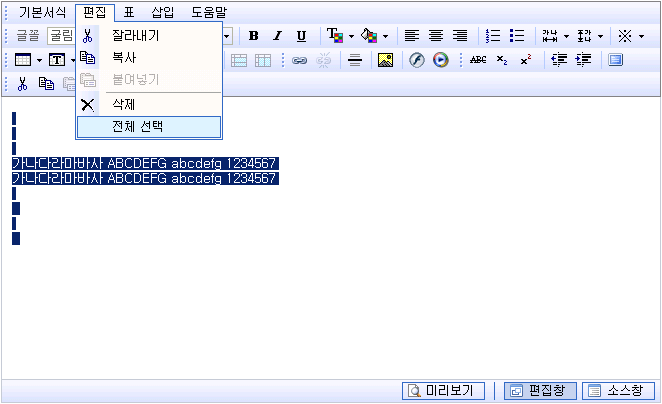 기본서식 편집 표 삽입 도움말
글꼴 굴림 B I U T ABC x₂ x²
잘라내기
복사
붙여넣기
삭제
전체 선택
가나다라마바사 ABCDEFG abcdefg 1234567
가나다라마바사 ABCDEFG abcdefg 1234567
미리보기 편집창 소스창